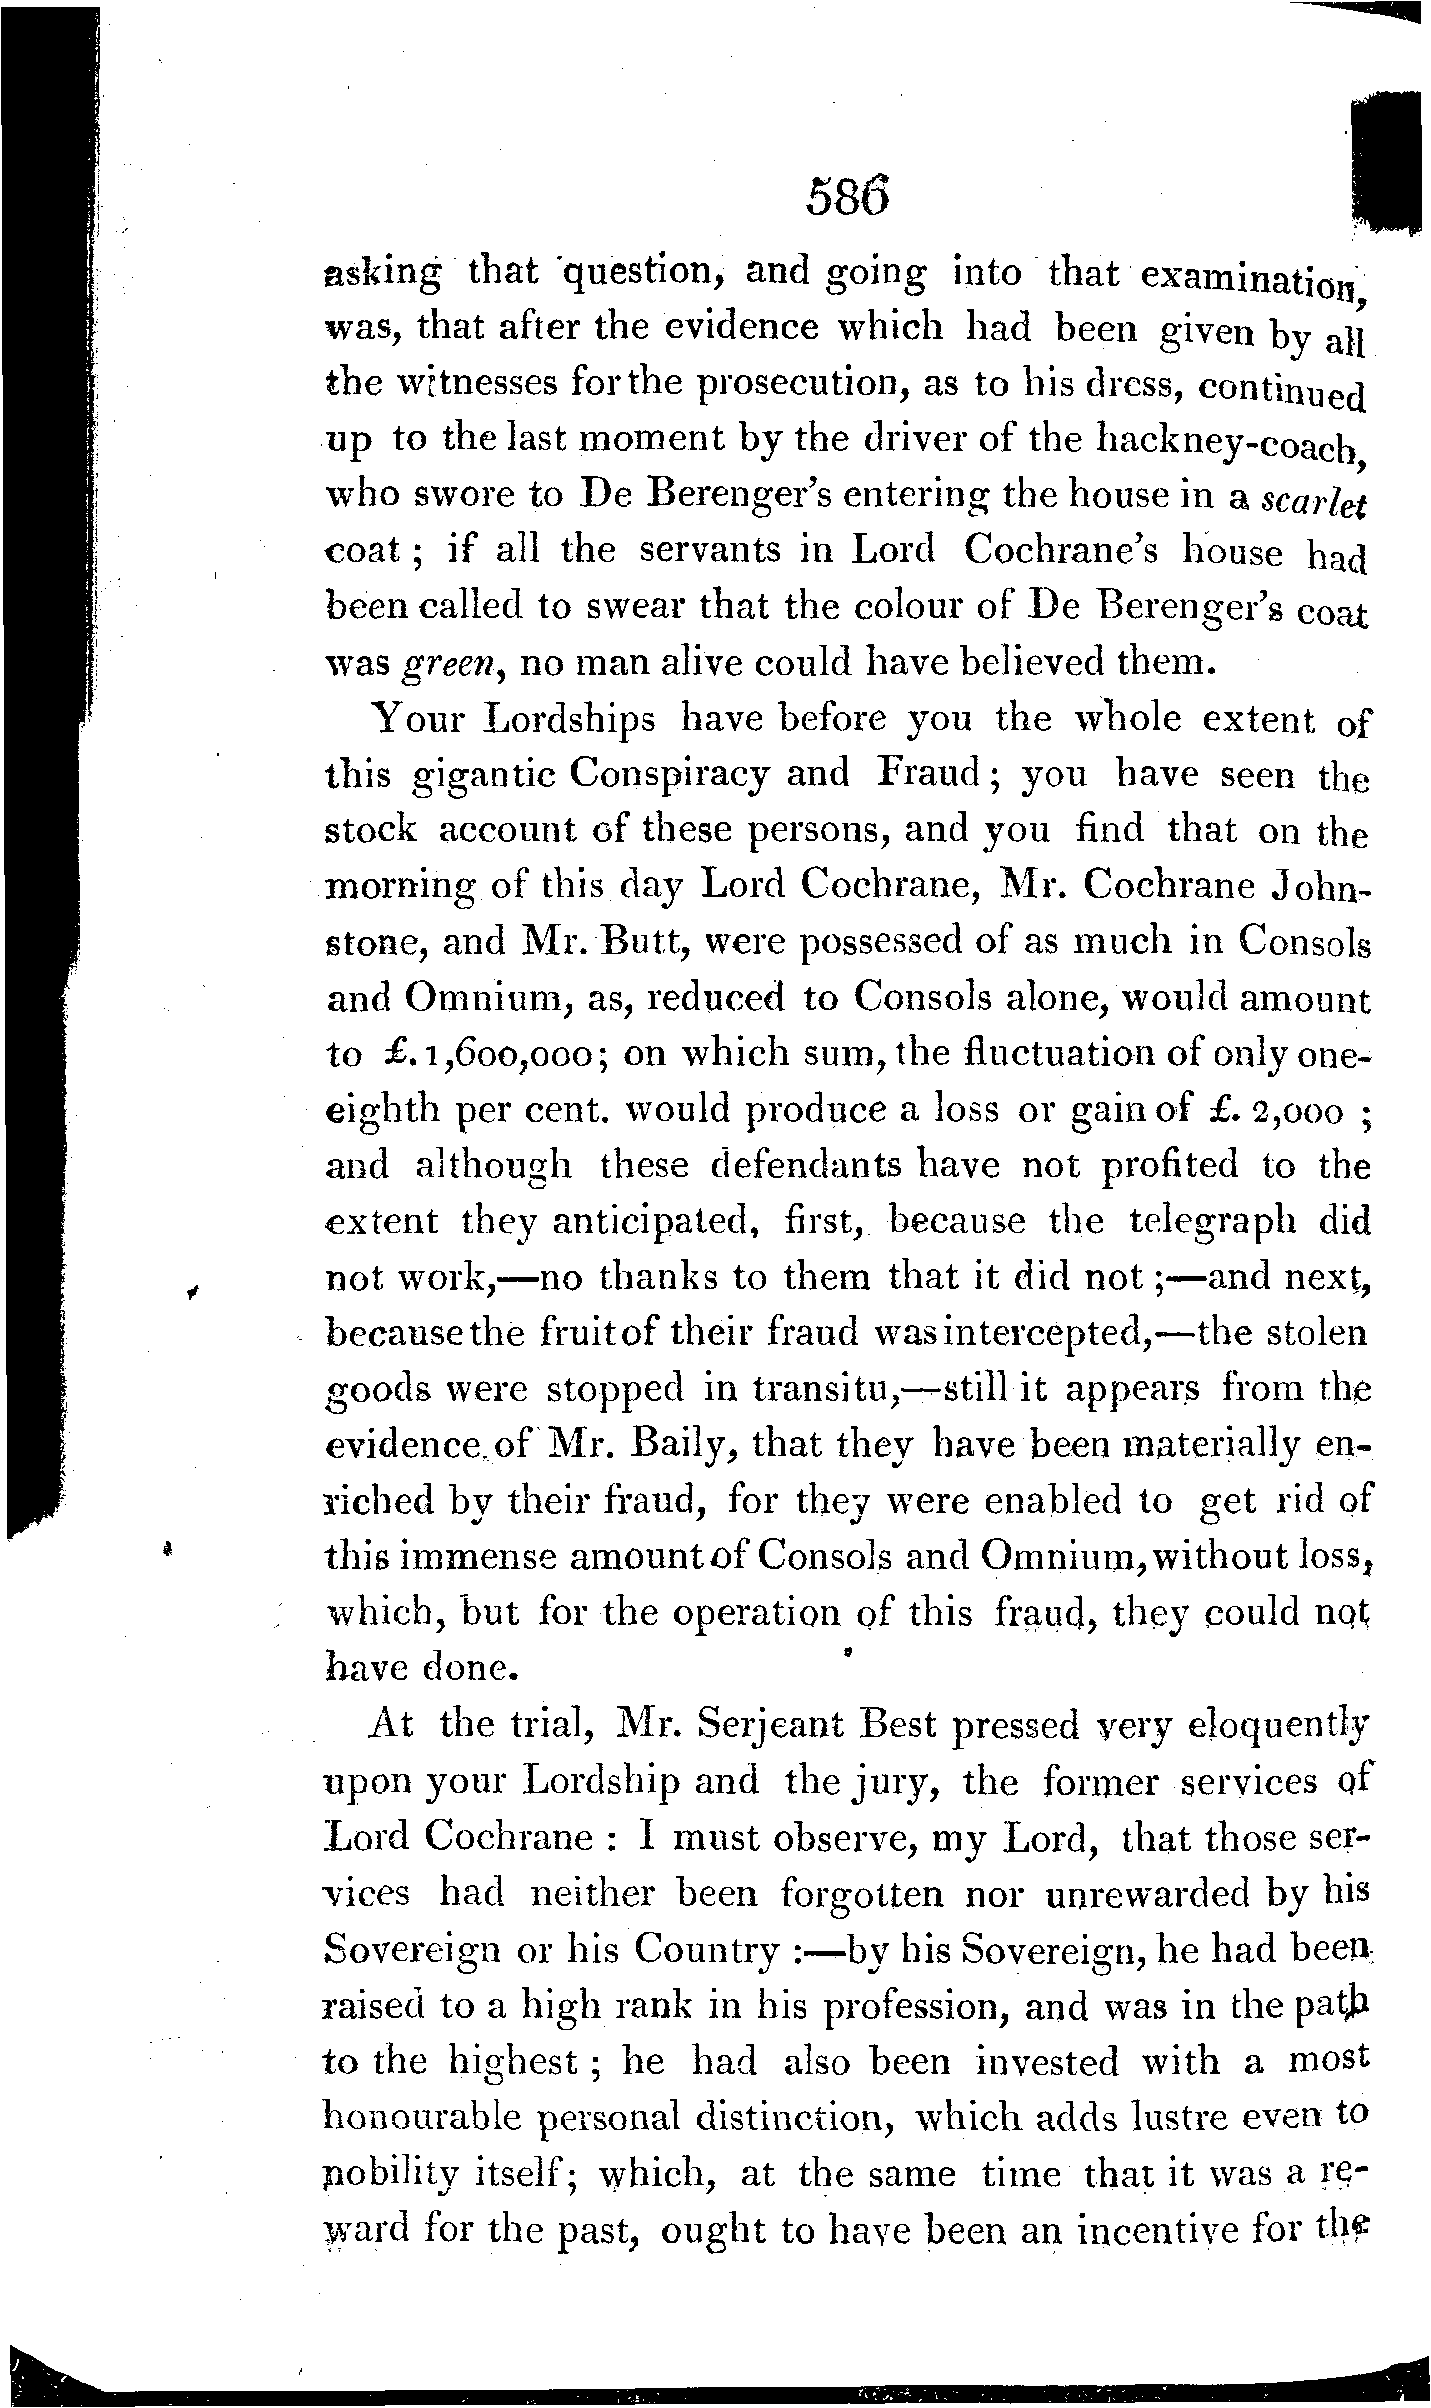 586
asking that question, and going into that examination,
was, that after the evidence which had been given by all
the witnesses for the prosecution, as to his dress, continued
up to the last moment by the driver of the hackney-coach,
who swore to De Berenger's entering the house in a scarlet
coat ; if all the servants in Lord Cochrane's house had
been called to swear that the colour of De Berenger's coat
was green, no man alive could have believed them.
Your Lordships have before you the whole extent of
this gigantic Conspiracy and Fraud ; you have seen the
stock account of these persons, and you find that on the
morning of this day Lord Cochrane, Mr. Cochrane John-
stone, and Mr. Butt, were possessed of as much in Consols
and Omnium, as, reduced to Consols alone, would amount
to £. 1,600,000; on which sum, the fluctuation of only one-
eighth per cent. would produce a loss or gain of £. 2,000 ;
and although these defendants have not profited to the
extent they anticipated, first, because the telegraph did
not work,—no thanks to them that it did not ;—and next,
because the fruit of their fraud was intercepted,—the stolen
goods were stopped in transitu,—still it appears from the
evidence of Mr. Baily, that they have been materially en-
riched by their fraud, for they were enabled to get rid of
this immense amount of Consols and Omnium, without loss,
which, but for the operation of this fraud, they could not
have done.
At the trial, Mr. Serjeant Best pressed very eloquently
upon your Lordship and the jury, the former services of
Lord Cochrane : I must observe, my Lord, that those ser-
vices had neither been forgotten nor unrewarded by his
Sovereign or his Country :—by his Sovereign, he had been
raised to a high rank in his profession, and was in the path
to the highest ; he had also been invested with a most
honourable personal distinction, which adds lustre even to
nobility itself; which, at the same time that it was a re-
ward for the past, ought to have been an incentive for the